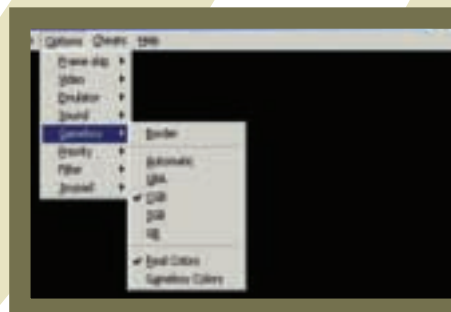 Options Cheats Help
Frame skip
Video
Emulator
Sound
Gameboy
Priority
Filter
Joypad
Border
Automatic
GBA
CGB
SGB
GB
Real Colors
Gameboy Colors